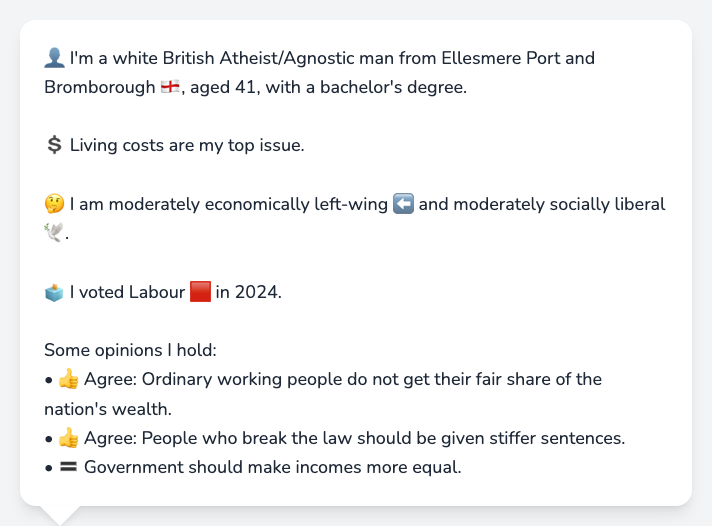 👤 I'm a white British Atheist/Agnostic man from Ellesmere Port and
Bromborough 🏴󠁧󠁢󠁥󠁮󠁧󠁿, aged 41, with a bachelor's degree.
💲 Living costs are my top issue.
🤔 I am moderately economically left-wing ⬅️ and moderately socially liberal
🕊️.
🗳️ I voted Labour 🟥 in 2024.
Some opinions I hold:
• 👍 Agree: Ordinary working people do not get their fair share of the
nation's wealth.
• 👍 Agree: People who break the law should be given stiffer sentences.
• 🟰 Government should make incomes more equal.